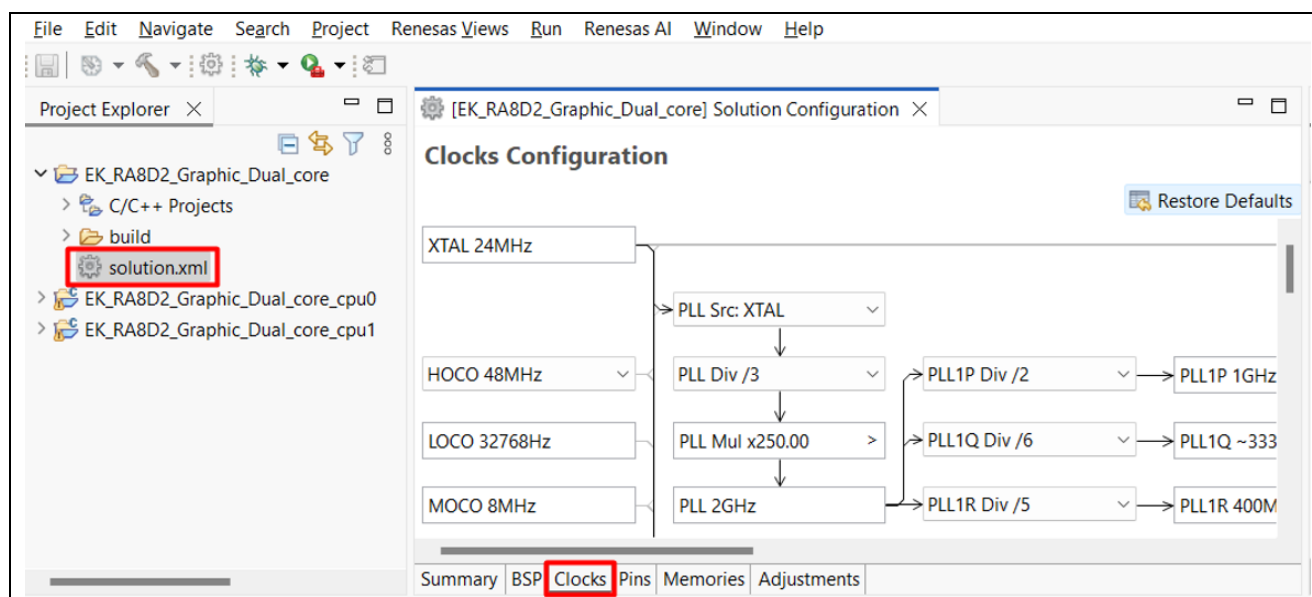 File Edit Navigate Search Project Renesas Views Run Renesas AI Window Help
Project Explorer
[EK_RA8D2_Graphic_Dual_core] Solution Configuration
EK_RA8D2_Graphic_Dual_core
C/C++ Projects
build
solution.xml
EK_RA8D2_Graphic_Dual_core_cpu0
EK_RA8D2_Graphic_Dual_core_cpu1
Clocks Configuration
Restore Defaults
XTAL 24MHz
PLL Src: XTAL
HOCO 48MHz
PLL Div /3
PLL1P Div /2
PLL1P 1GHz
LOCO 32768Hz
PLL Mul x250.00 >
PLL1Q Div /6
PLL1Q ~333
MOCO 8MHz
PLL 2GHz
PLL1R Div /5
PLL1R 400M
Summary BSP Clocks Pins Memories Adjustments